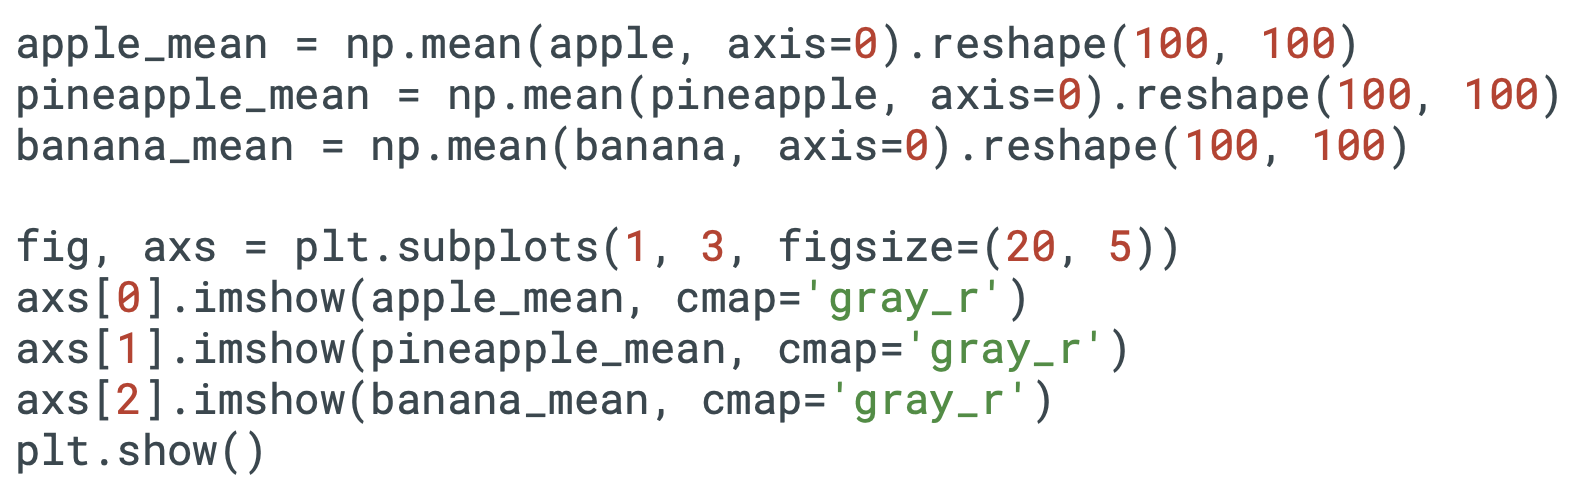 apple_mean = np.mean(apple, axis=0).reshape(100, 100)
pineapple_mean = np.mean(pineapple, axis=0).reshape(100, 100)
banana_mean = np.mean(banana, axis=0).reshape(100, 100)

fig, axs = plt.subplots(1, 3, figsize=(20, 5))
axs[0].imshow(apple_mean, cmap='gray_r')
axs[1].imshow(pineapple_mean, cmap='gray_r')
axs[2].imshow(banana_mean, cmap='gray_r')
plt.show()